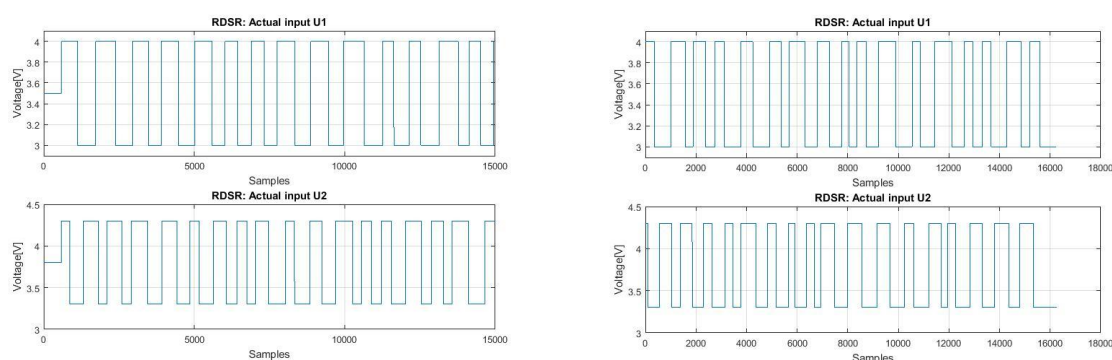 RDSR: Actual input U1
Voltage[V]
4
3.8
3.6
3.4
3.2
3
0 5000 10000 15000
Samples
RDSR: Actual input U2
Voltage[V]
4.5
4
3.5
3
0 5000 10000 15000
Samples
RDSR: Actual input U1
Voltage[V]
4
3.8
3.6
3.4
3.2
3
0 2000 4000 6000 8000 10000 12000 14000 16000 18000
Samples
RDSR: Actual input U2
Voltage[V]
4.5
4
3.5
3
0 2000 4000 6000 8000 10000 12000 14000 16000 18000
Samples